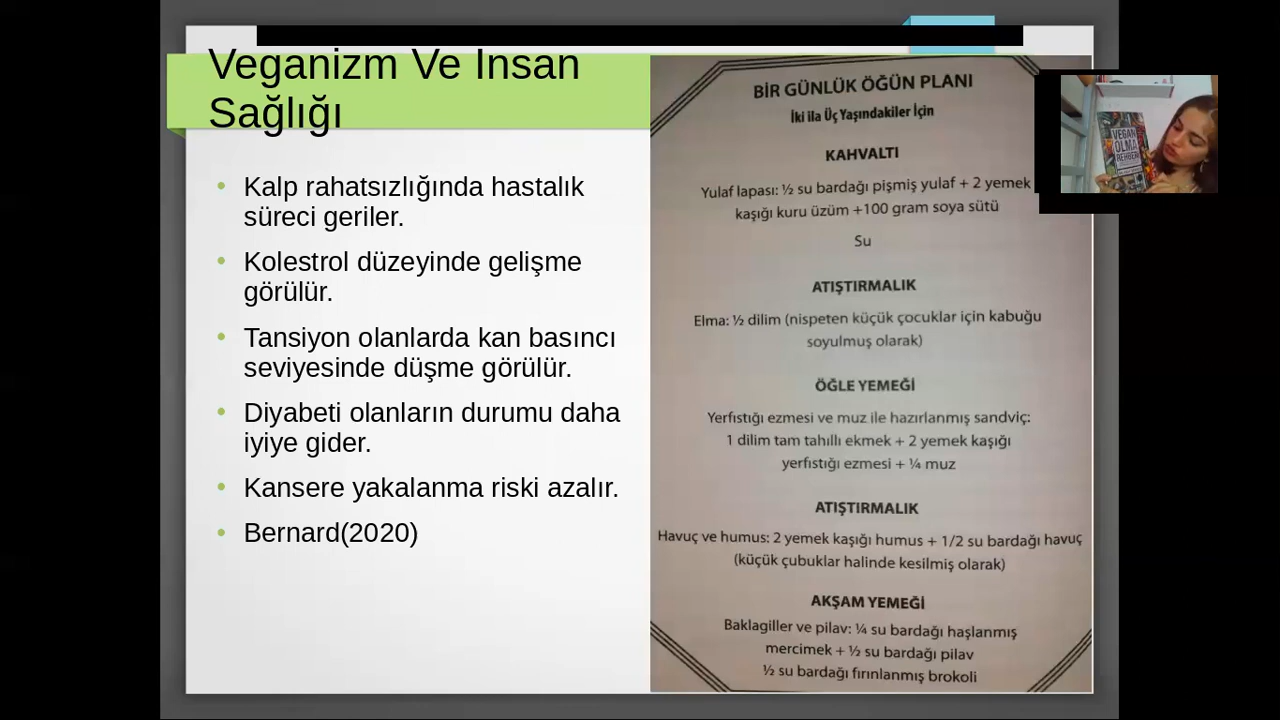 Veganizm Ve İnsan
Sağlığı
Kalp rahatsızlığında hastalık
süreci geriler.
Kolestrol düzeyinde gelişme
görülür.
Tansiyon olanlarda kan basıncı
seviyesinde düşme görülür.
Diyabeti olanların durumu daha
iyiye gider.
Kansere yakalanma riski azalır.
Bernard(2020)
BİR GÜNLÜK ÖĞÜN PLANI
İki ila Üç Yaşındakiler İçin
KAHVALTI
Yulaf lapası: ½ su bardağı pişmiş yulaf + 2 yemek
kaşığı kuru üzüm +100 gram soya sütü
Su
ATIŞTIRMALIK
Elma: ½ dilim (nispeten küçük çocuklar için kabuğu
soyulmuş olarak)
ÖĞLE YEMEĞİ
Yerfıstığı ezmesi ve muz ile hazırlanmış sandviç:
1 dilim tam tahıllı ekmek + 2 yemek kaşığı
yerfıstığı ezmesi + ¼ muz
ATIŞTIRMALIK
Havuç ve humus: 2 yemek kaşığı humus + 1/2 su bardağı havuç
(küçük çubuklar halinde kesilmiş olarak)
AKŞAM YEMEĞİ
Baklagiller ve pilav: ¼ su bardağı haşlanmış
mercimek + ½ su bardağı pilav
½ su bardağı fırınlanmış brokoli
VEGAN
OLMA
REHBERİ